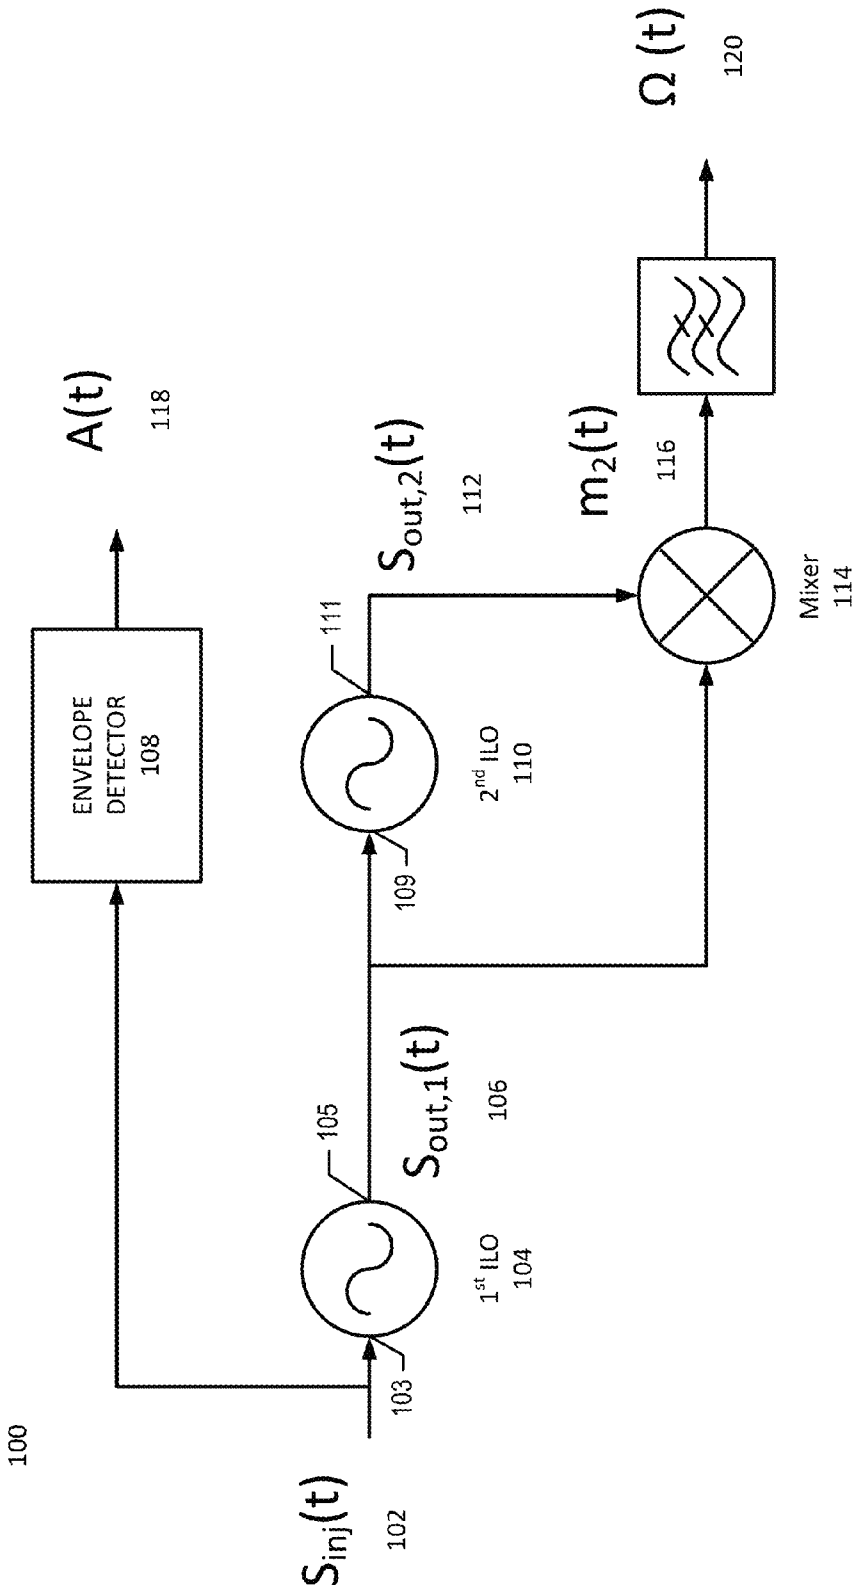 100
ENVELOPE
DETECTOR
108
A(t)
118
S_inj(t)
102
103
1st ILO
104
105
S_out,1(t)
106
109
2nd ILO
110
111
S_out,2(t)
112
Mixer
114
m₂(t)
116
Ω (t)
120